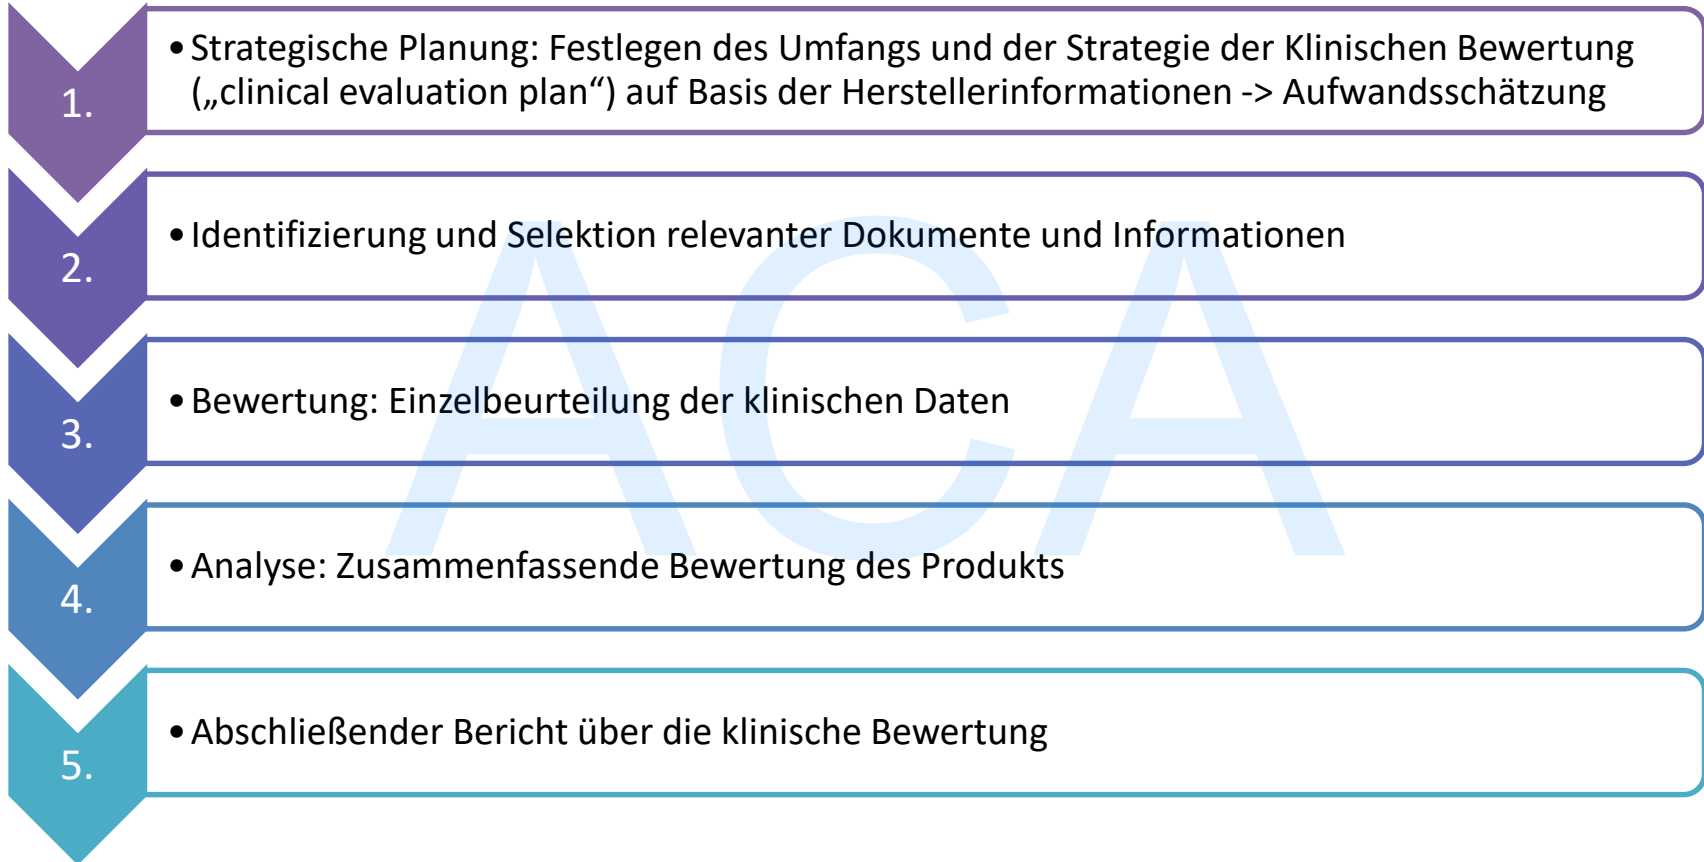 1.
• Strategische Planung: Festlegen des Umfangs und der Strategie der Klinischen Bewertung
(„clinical evaluation plan“) auf Basis der Herstellerinformationen -> Aufwandsschätzung
2.
• Identifizierung und Selektion relevanter Dokumente und Informationen
3.
• Bewertung: Einzelbeurteilung der klinischen Daten
4.
• Analyse: Zusammenfassende Bewertung des Produkts
5.
• Abschließender Bericht über die klinische Bewertung
ACA